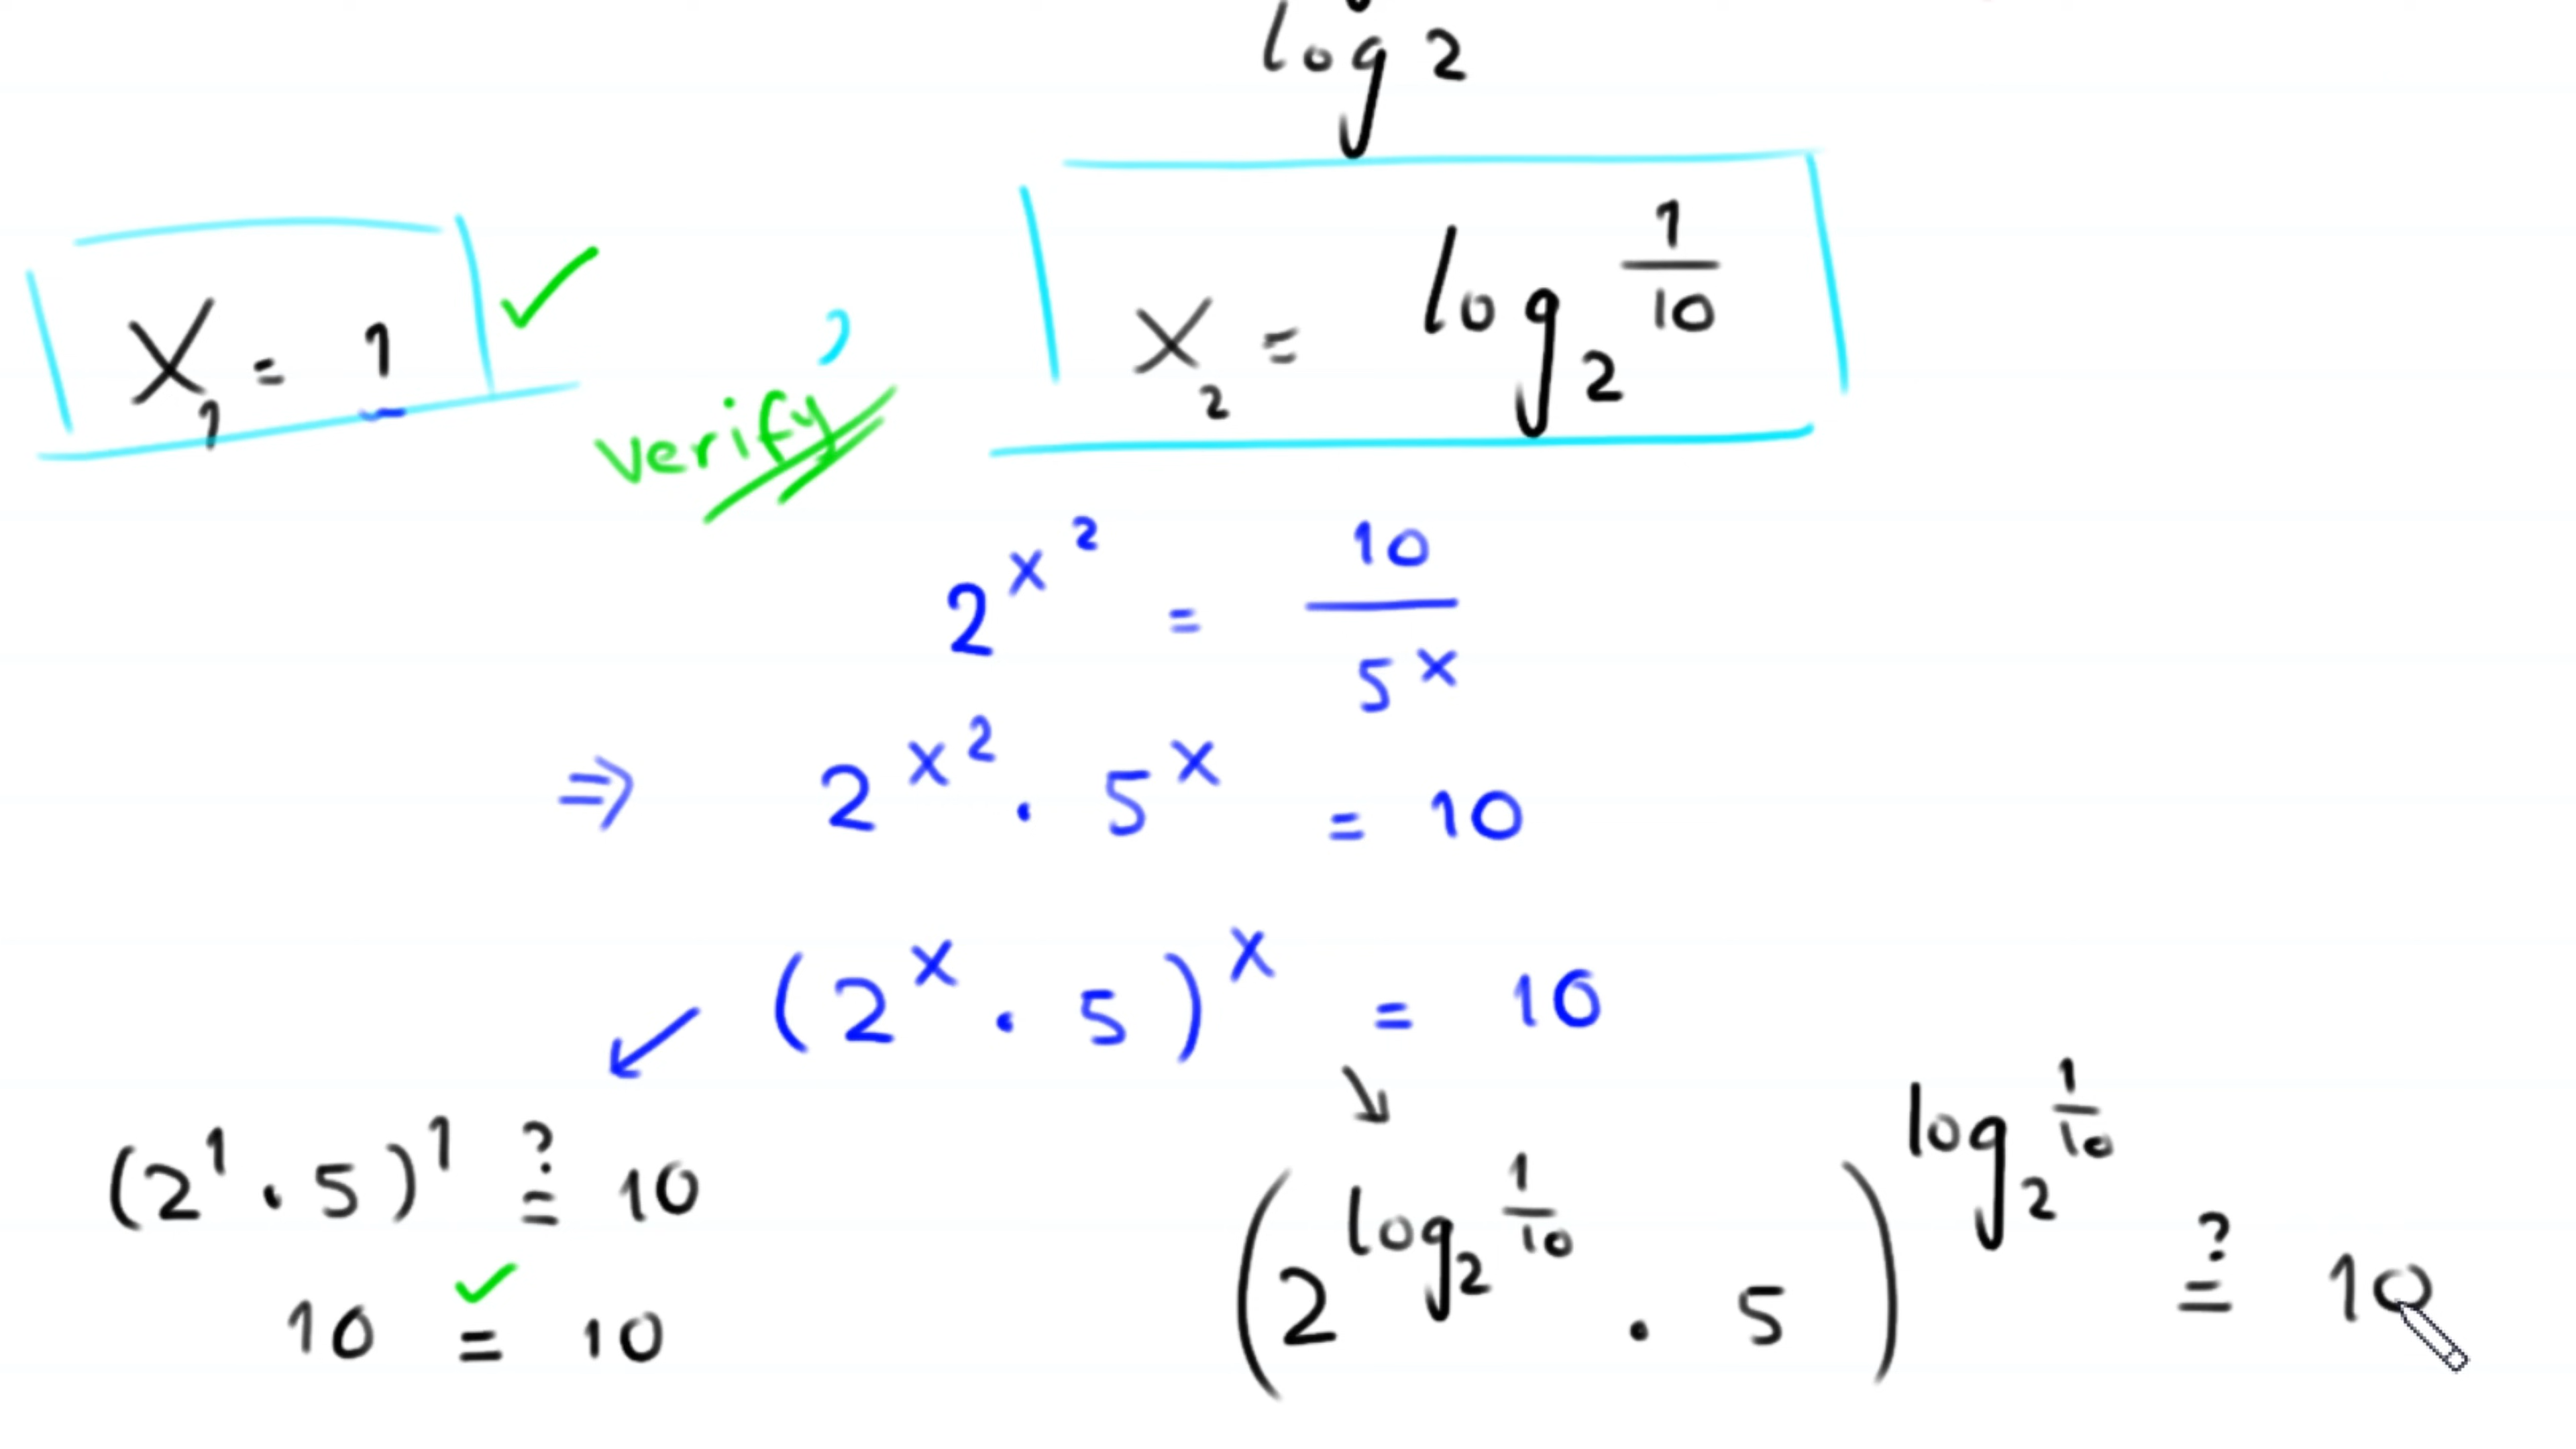 log 2
x₁ = 1 ✓ , x₂ = log₂ 1/10
verify
2^x² = 10/5^x
⇒ 2^x² · 5^x = 10
(2^x · 5)^x = 10
(2¹ · 5)¹ ≟ 10
(2^log₂ 1/10 · 5)^log₂ 1/10 ≟ 10
10 = 10 ✓